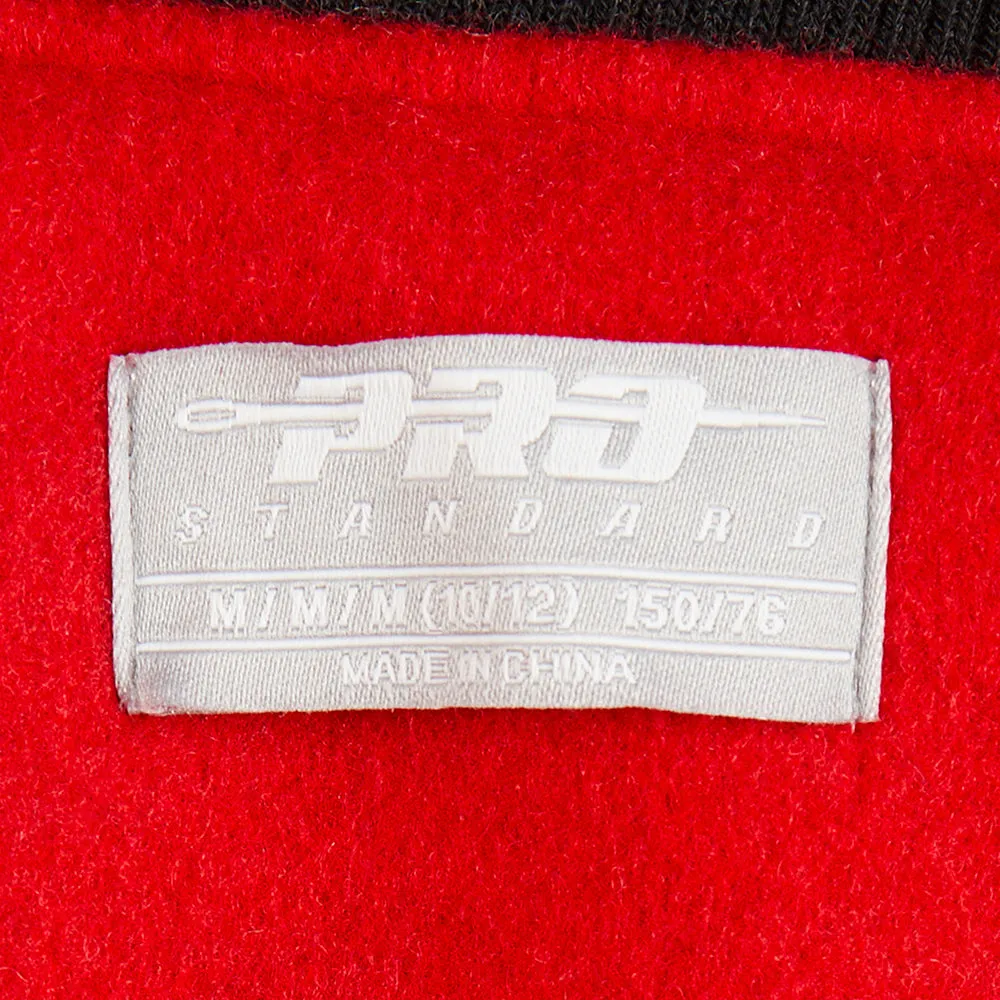 PRO
STANDARD
M/M/M (10/12) 150/76
MADE IN CHINA